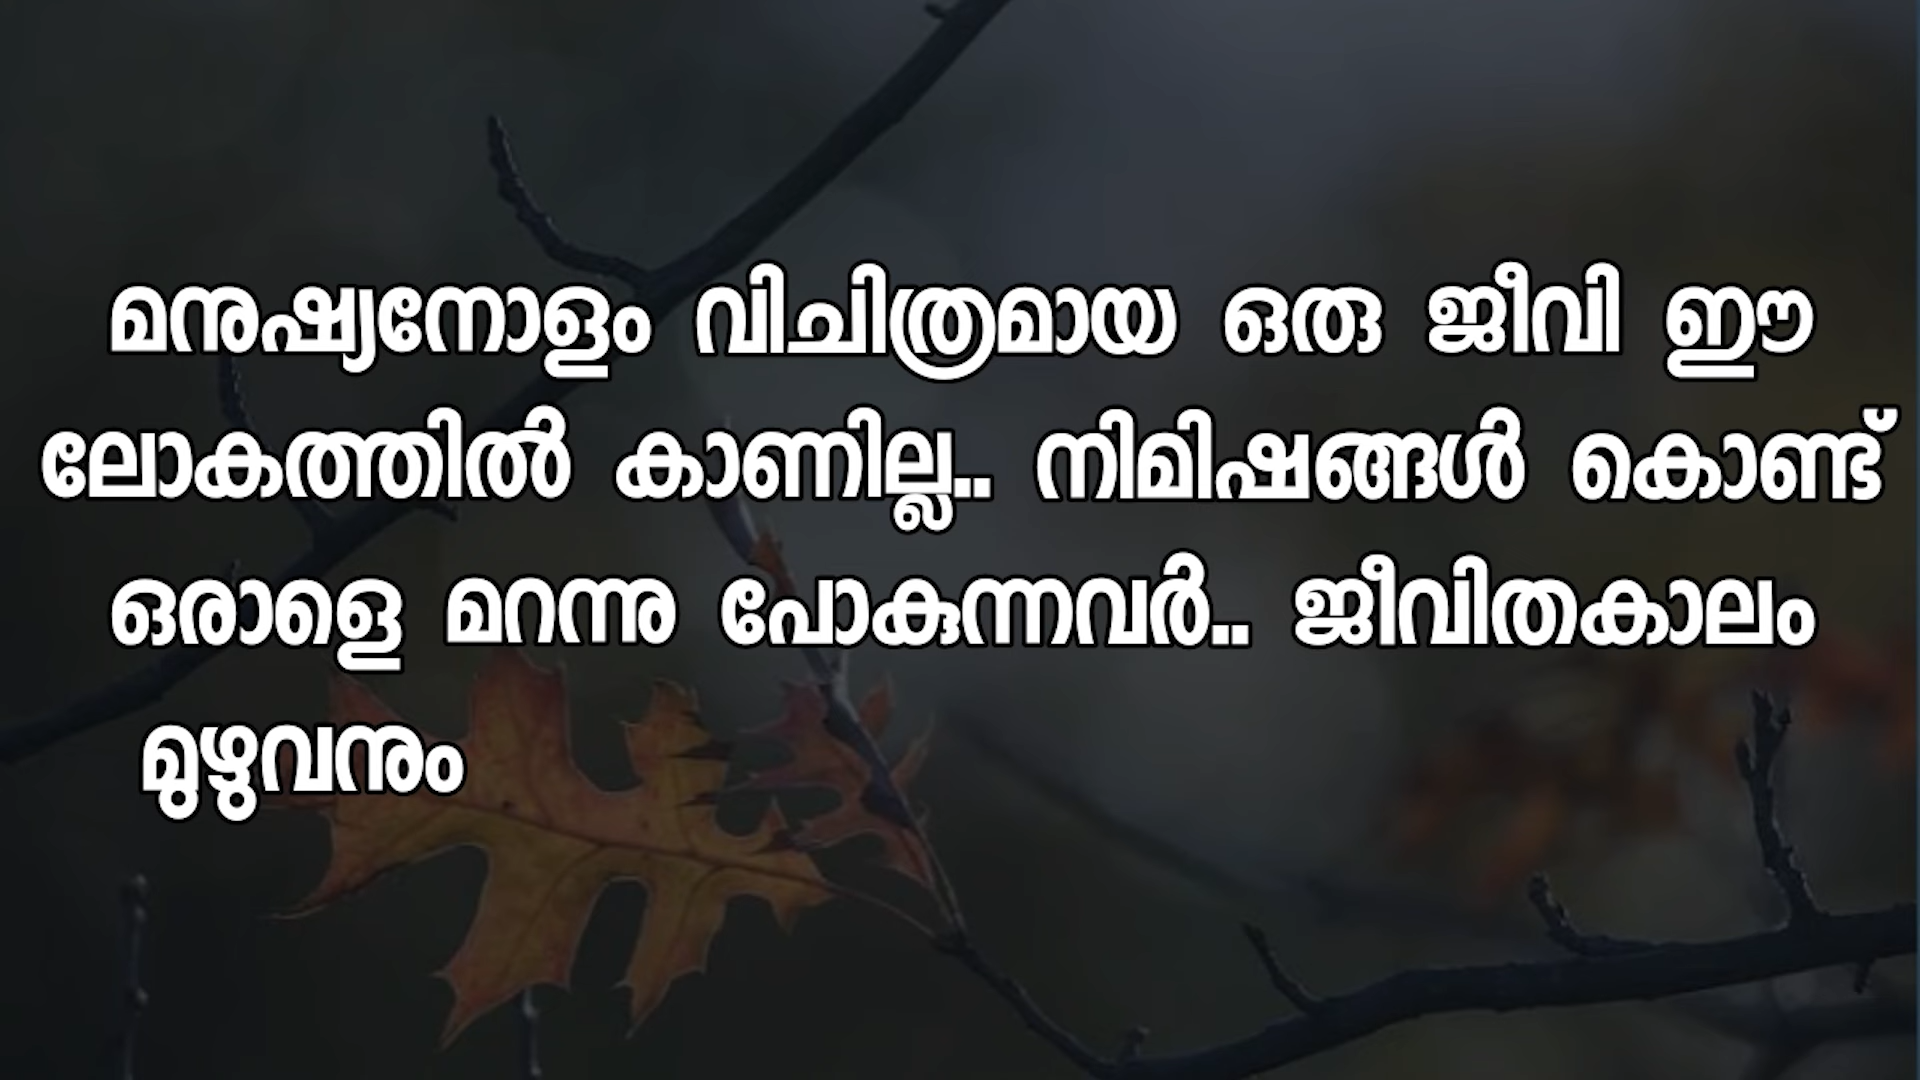 മനുഷ്യനോളം വിചിത്രമായ ഒരു ജീവി ഈ
ലോകത്തിൽ കാണില്ല.. നിമിഷങ്ങൾ കൊണ്ട്
ഒരാളെ മറന്നു പോകുന്നവർ.. ജീവിതകാലം
മുഴുവനും